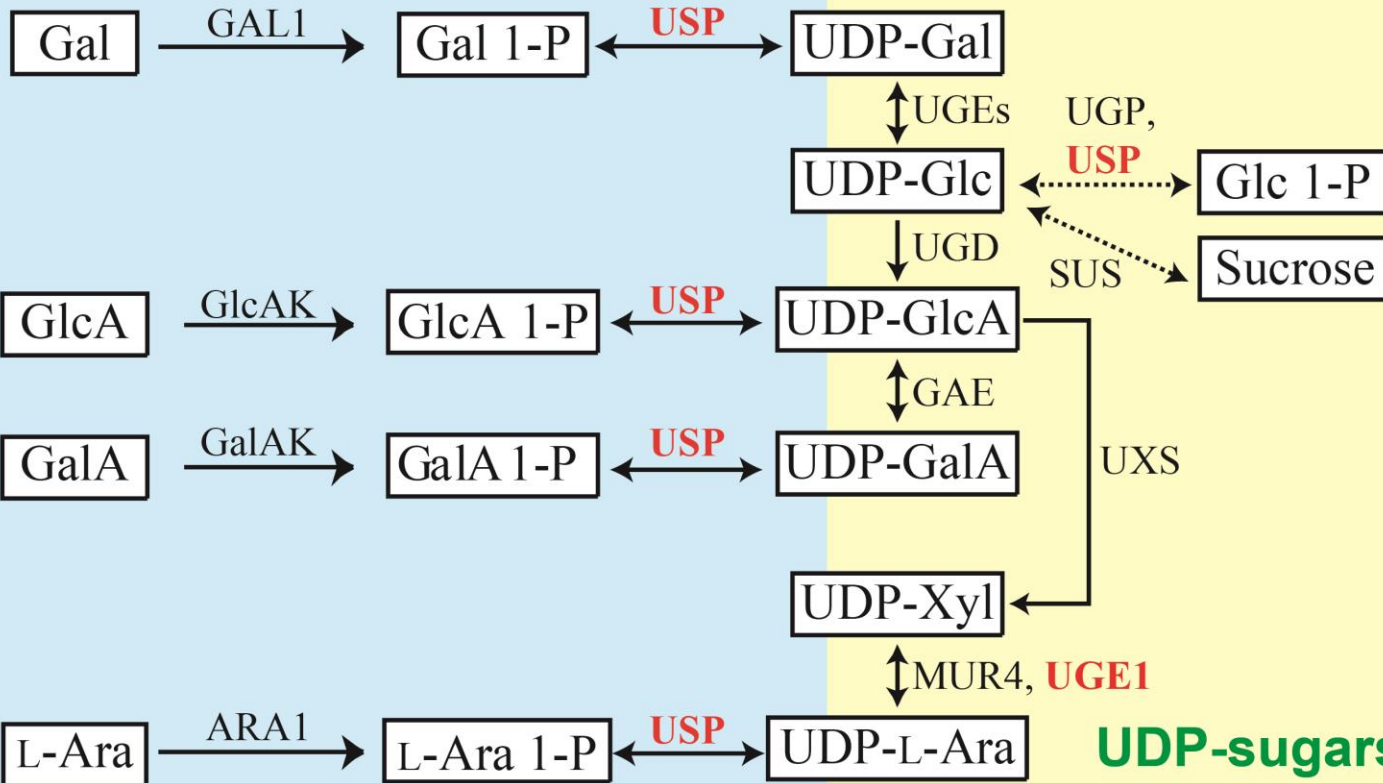 Gal GAL1 Gal 1-P USP UDP-Gal
UGEs UGP,
USP
UDP-Glc Glc 1-P
UGD
SUS Sucrose
GlcA GlcAK GlcA 1-P USP UDP-GlcA
GAE
GalA GalAK GalA 1-P USP UDP-GalA
UXS
UDP-Xyl
MUR4, UGE1
L-Ara ARA1 L-Ara 1-P USP UDP-L-Ara
UDP-sugars